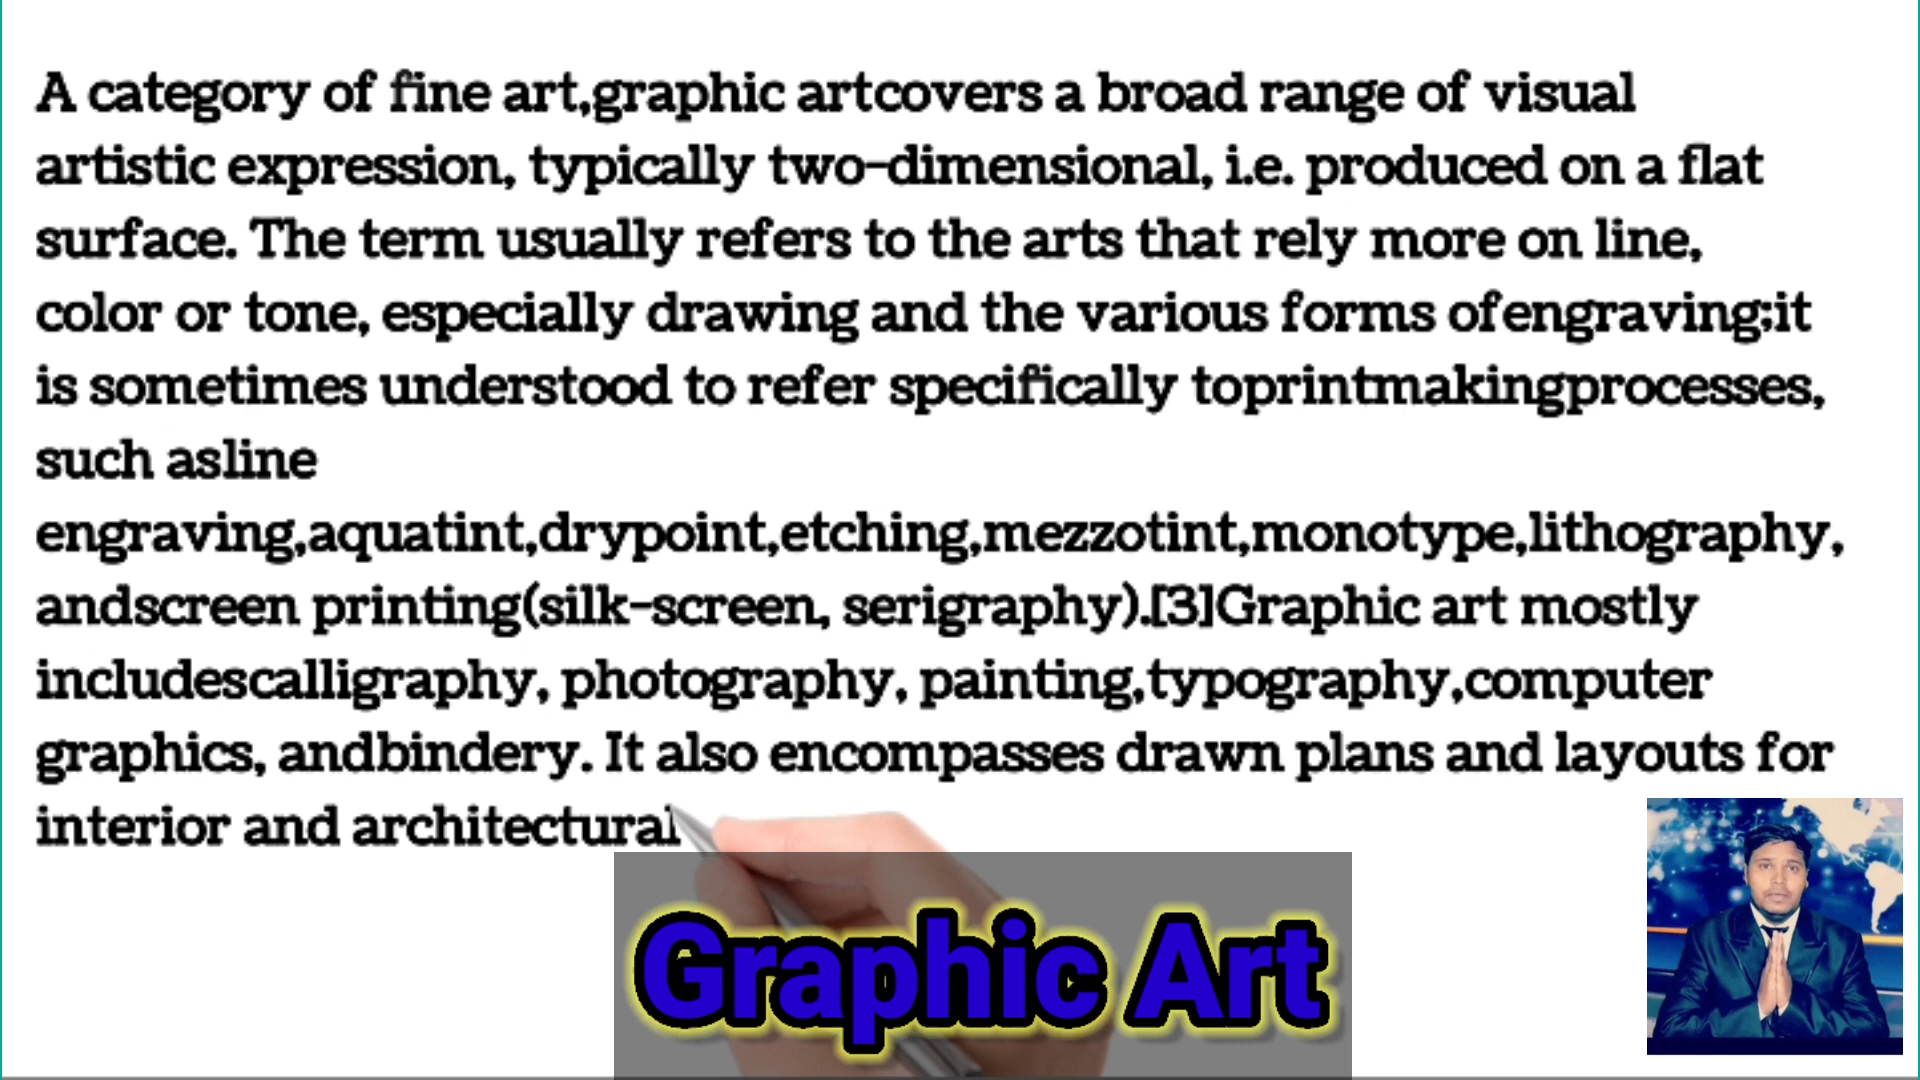 A category of fine art,graphic artcovers a broad range of visual
artistic expression, typically two-dimensional, i.e. produced on a flat
surface. The term usually refers to the arts that rely more on line,
color or tone, especially drawing and the various forms ofengraving;it
is sometimes understood to refer specifically toprintmakingprocesses,
such asline
engraving,aquatint,drypoint,etching,mezzotint,monotype,lithography,
andscreen printing(silk-screen, serigraphy).[3]Graphic art mostly
includescalligraphy, photography, painting,typography,computer
graphics, andbindery. It also encompasses drawn plans and layouts for
interior and architectural
Graphic Art